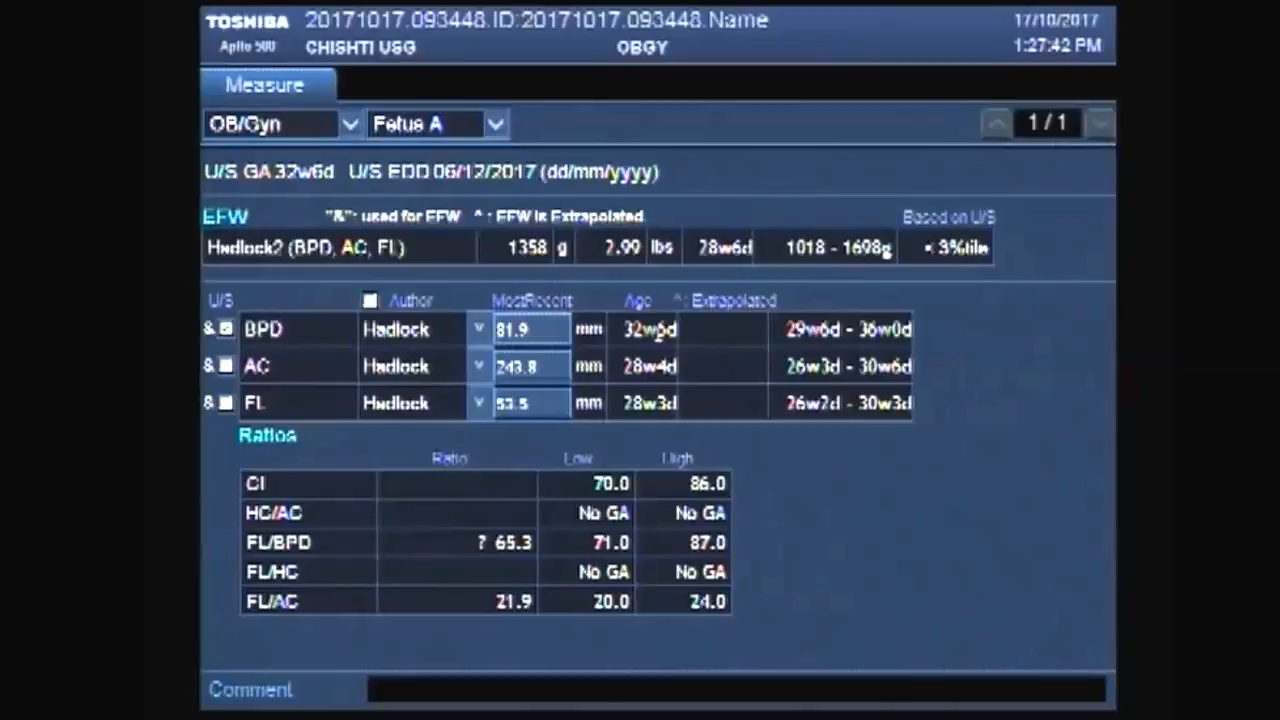 TOSHIBA 20171017.093448.ID:20171017.093448.Name 17/10/2017
Aplio 500 CHISHTI USG OBGY 1:27:42 PM
Measure
OB/Gyn Fetus A 1 / 1
U/S GA 32w6d U/S EDD 06/12/2017 (dd/mm/yyyy)
EFW "&": used for EFW ^ : EFW is Extrapolated Based on U/S
Hadlock2 (BPD, AC, FL) 1358 g 2.99 lbs 28w6d 1018 - 1698g < 3%tile
U/S Author MostRecent Age ^ : Extrapolated
& BPD Hadlock 81.9 mm 32w6d 29w6d - 36w0d
& AC Hadlock 243.8 mm 28w4d 26w3d - 30w6d
& FL Hadlock 53.5 mm 28w3d 26w2d - 30w3d
Ratios
Ratio Low High
CI 70.0 86.0
HC/AC No GA No GA
FL/BPD ? 65.3 71.0 87.0
FL/HC No GA No GA
FL/AC 21.9 20.0 24.0
Comment